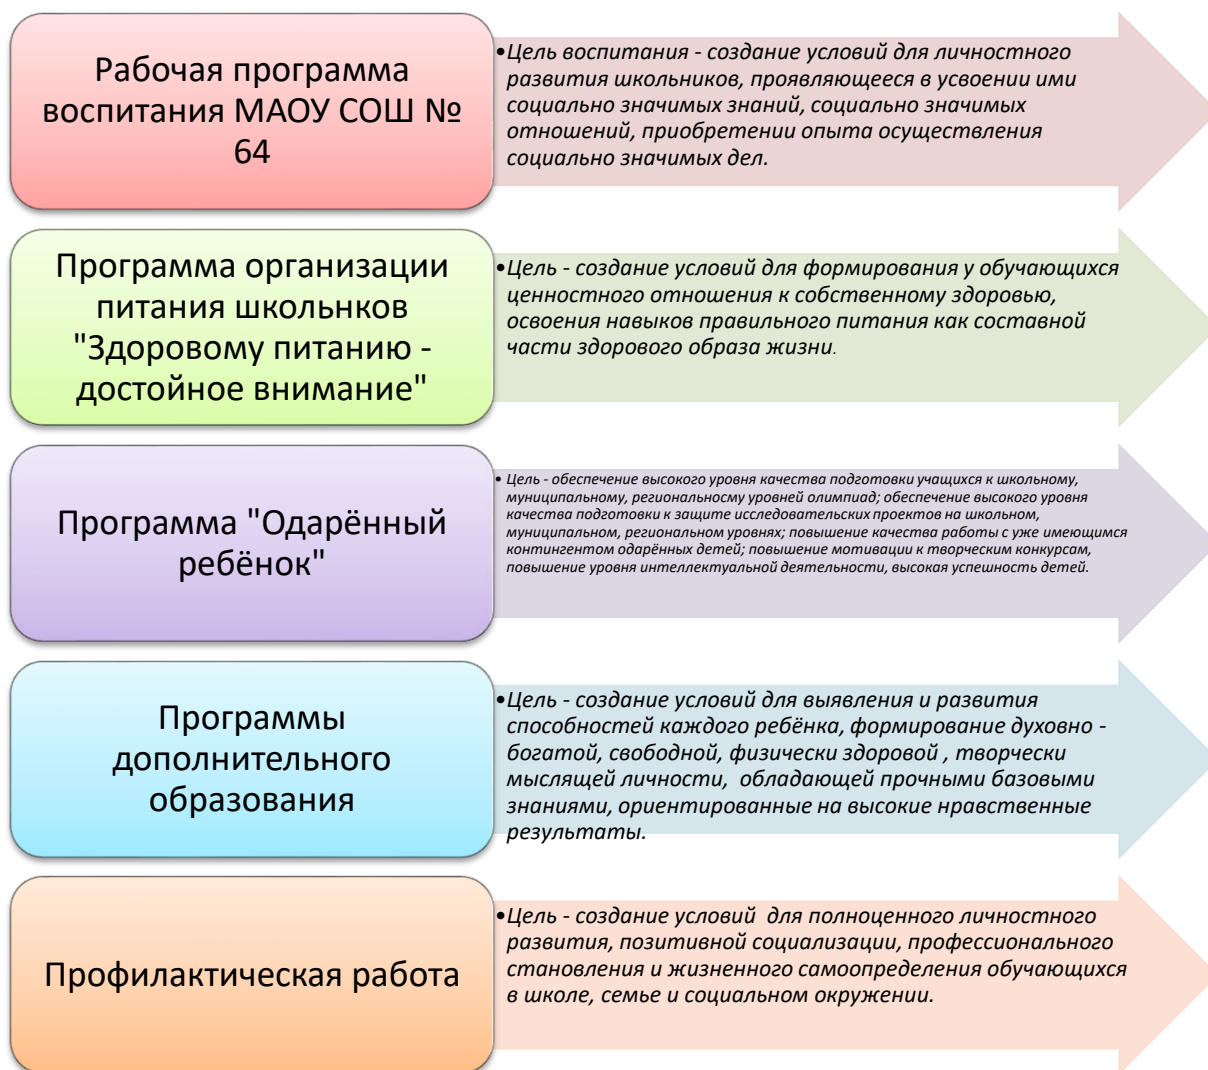 Рабочая программа
воспитания МАОУ СОШ №
64
•Цель воспитания - создание условий для личностного
развития школьников, проявляющееся в усвоении ими
социально значимых знаний, социально значимых
отношений, приобретении опыта осуществления
социально значимых дел.
Программа организации
питания школьнков
"Здоровому питанию -
достойное внимание"
•Цель - создание условий для формирования у обучающихся
ценностного отношения к собственному здоровью,
освоения навыков правильного питания как составной
части здорового образа жизни.
Программа "Одарённый
ребёнок"
• Цель - обеспечение высокого уровня качества подготовки учащихся к школьному,
муниципальному, региональносму уровней олимпиад; обеспечение высокого уровня
качества подготовки к защите исследовательских проектов на школьном,
муниципальном, региональном уровнях; повышение качества работы с уже имеющимся
контингентом одарённых детей; повышение мотивации к творческим конкурсам,
повышение уровня интеллектуальной деятельности, высокая успешность детей.
Программы
дополнительного
образования
•Цель - создание условий для выявления и развития
способностей каждого ребёнка, формирование духовно -
богатой, свободной, физически здоровой , творчески
мыслящей личности,  обладающей прочными базовыми
знаниями, ориентированные на высокие нравственные
результаты.
Профилактическая работа
•Цель - создание условий  для полноценного личностного
развития, позитивной социализации, профессионального
становления и жизненного самоопределения обучающихся
в школе, семье и социальном окружении.